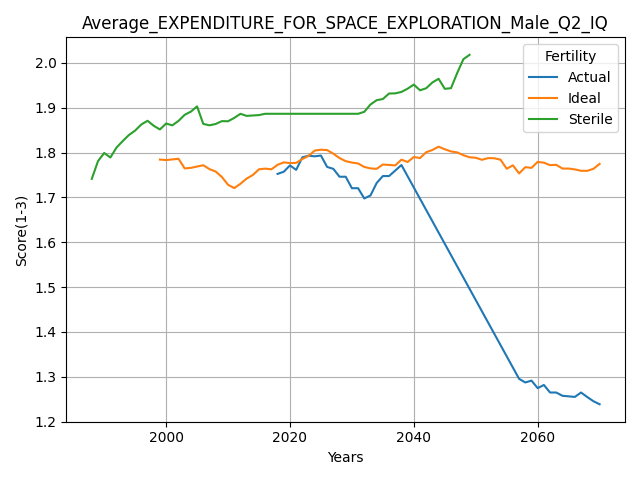 Average_EXPENDITURE_FOR_SPACE_EXPLORATION_Male_Q2_IQ
Fertility
Actual
Ideal
Sterile
Score(1-3)
2.0
1.9
1.8
1.7
1.6
1.5
1.4
1.3
1.2
2000 2020 2040 2060
Years